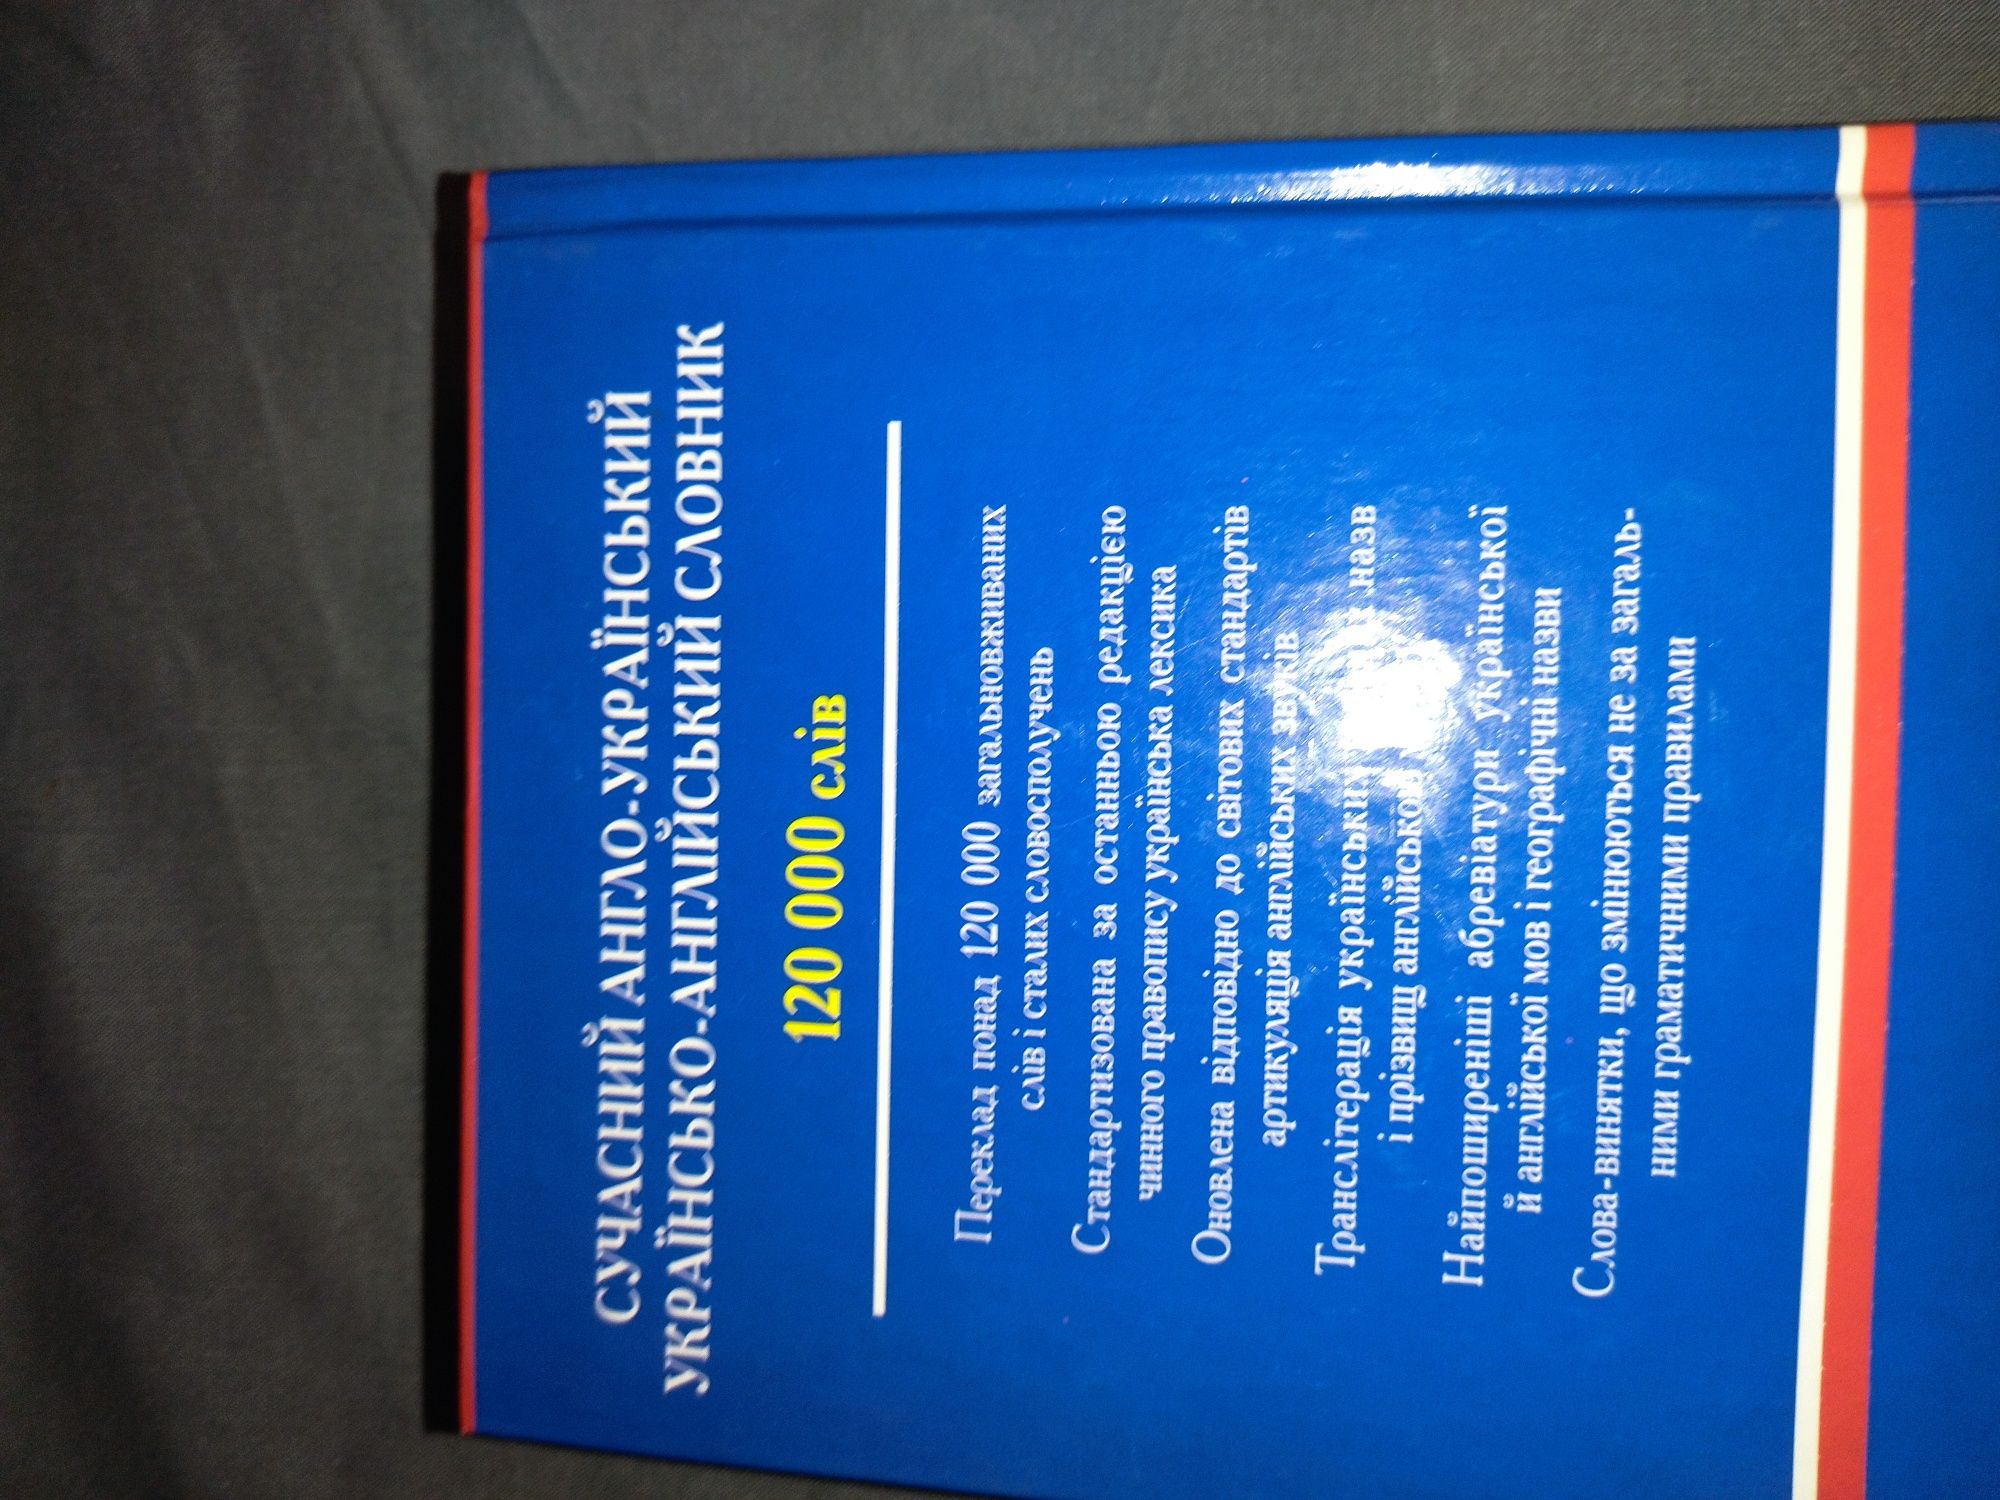 СУЧАСНИЙ АНГЛО-УКРАЇНСЬКИЙ
УКРАЇНСЬКО-АНГЛІЙСЬКИЙ СЛОВНИК
120 000 слів
Переклад понад 120 000 загальновживаних
слів і сталих словосполучень
Стандартизована за останньою редакцією
чинного правопису українська лексика
Оновлена відповідно до світових стандартів
артикуляція англійських звуків
Транслітерація українських назв
і прізвищ англійською
Найпоширеніші абревіатури української
й англійської мов і географічні назви
Слова-винятки, що змінюються не за загаль-
ними граматичними правилами